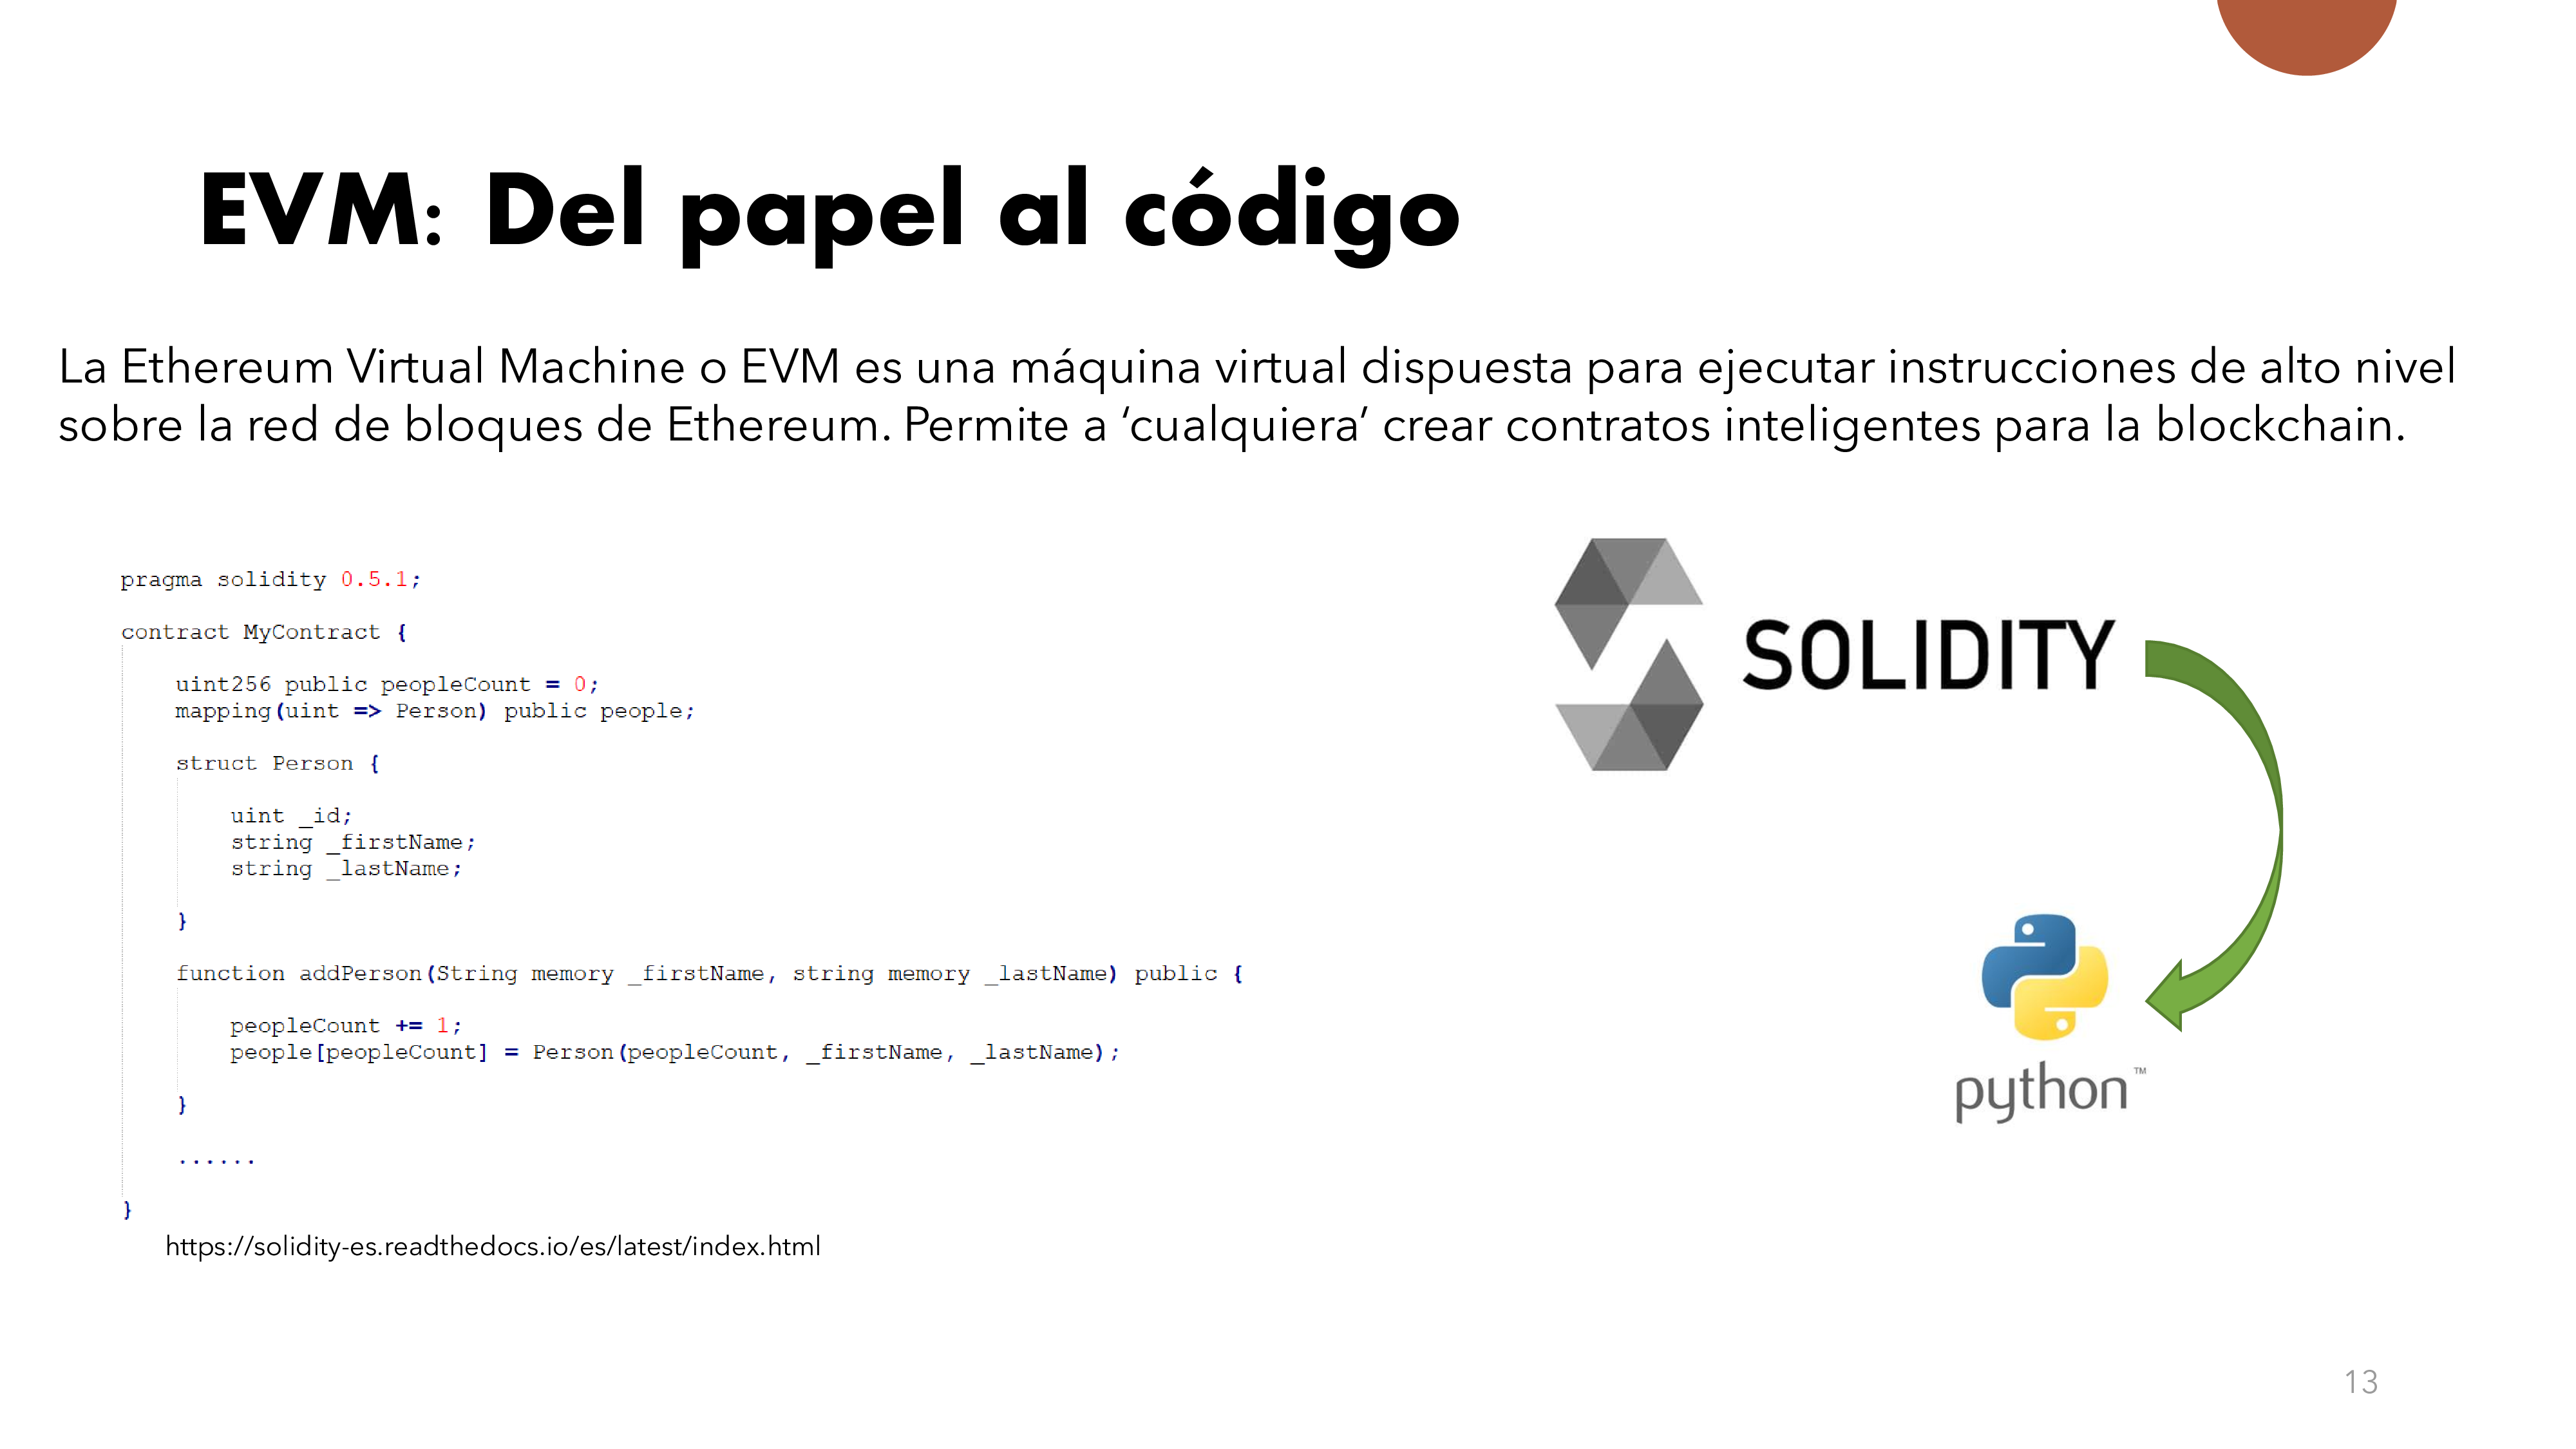 EVM: Del papel al código
La Ethereum Virtual Machine o EVM es una máquina virtual dispuesta para ejecutar instrucciones de alto nivel
sobre la red de bloques de Ethereum. Permite a ‘cualquiera’ crear contratos inteligentes para la blockchain.
pragma solidity 0.5.1;
contract MyContract {
uint256 public peopleCount = 0;
mapping(uint => Person) public people;
struct Person {
uint _id;
string _firstName;
string _lastName;
}
function addPerson(String memory _firstName, string memory _lastName) public {
peopleCount += 1;
people[peopleCount] = Person(peopleCount, _firstName, _lastName);
}
......
}
https://solidity-es.readthedocs.io/es/latest/index.html
SOLIDITY
python™
13